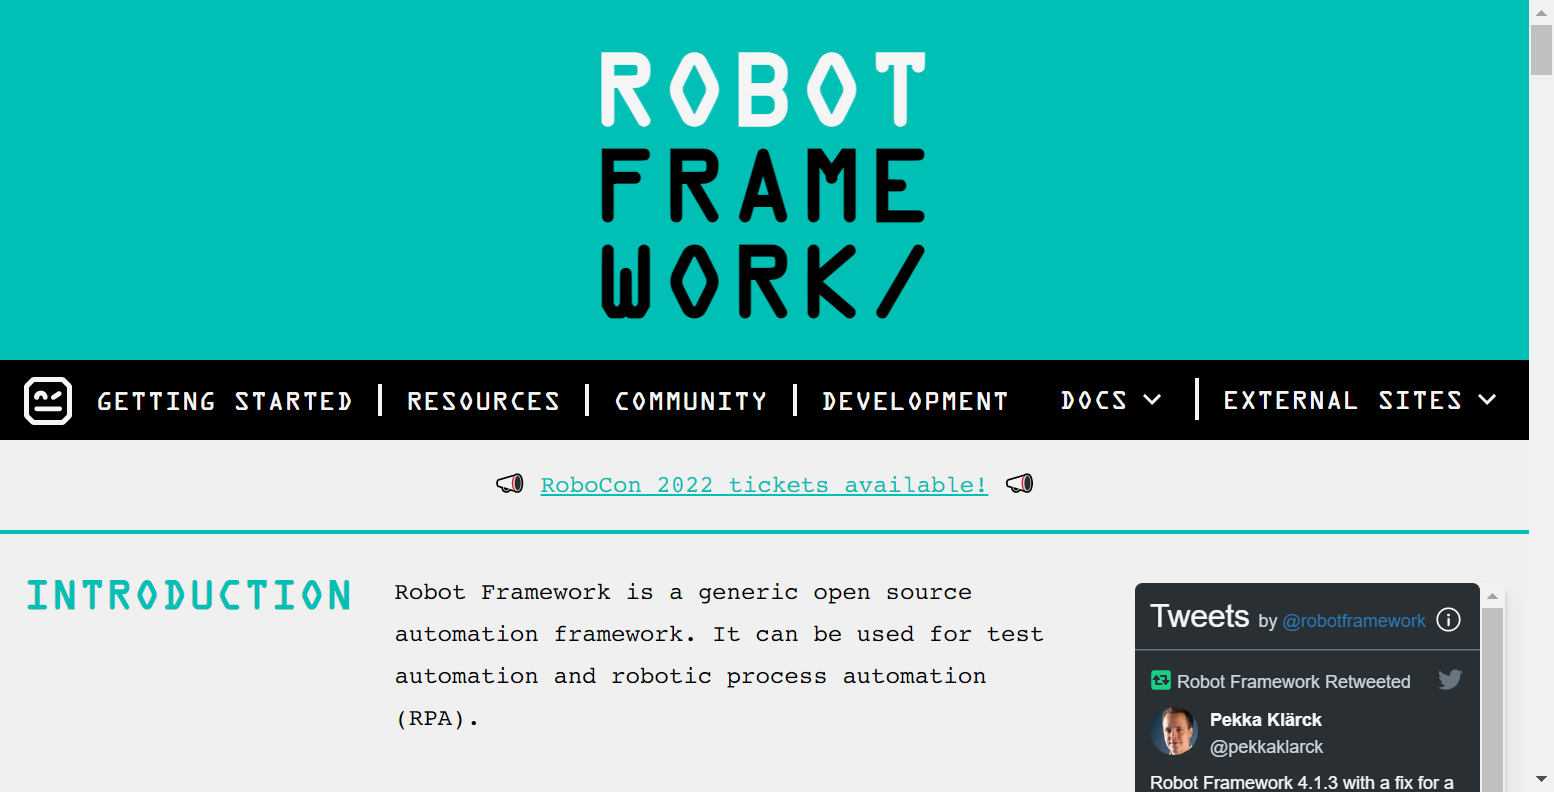 ROBOT
FRAME
WORK/
GETTING STARTED
RESOURCES
COMMUNITY
DEVELOPMENT
DOCS
EXTERNAL SITES
RoboCon 2022 tickets available!
INTRODUCTION
Robot Framework is a generic open source
automation framework. It can be used for test
automation and robotic process automation
(RPA).
Tweets by @robotframework
Robot Framework Retweeted
Pekka Klärck
@pekkaklarck
Robot Framework 4.1.3 with a fix for a